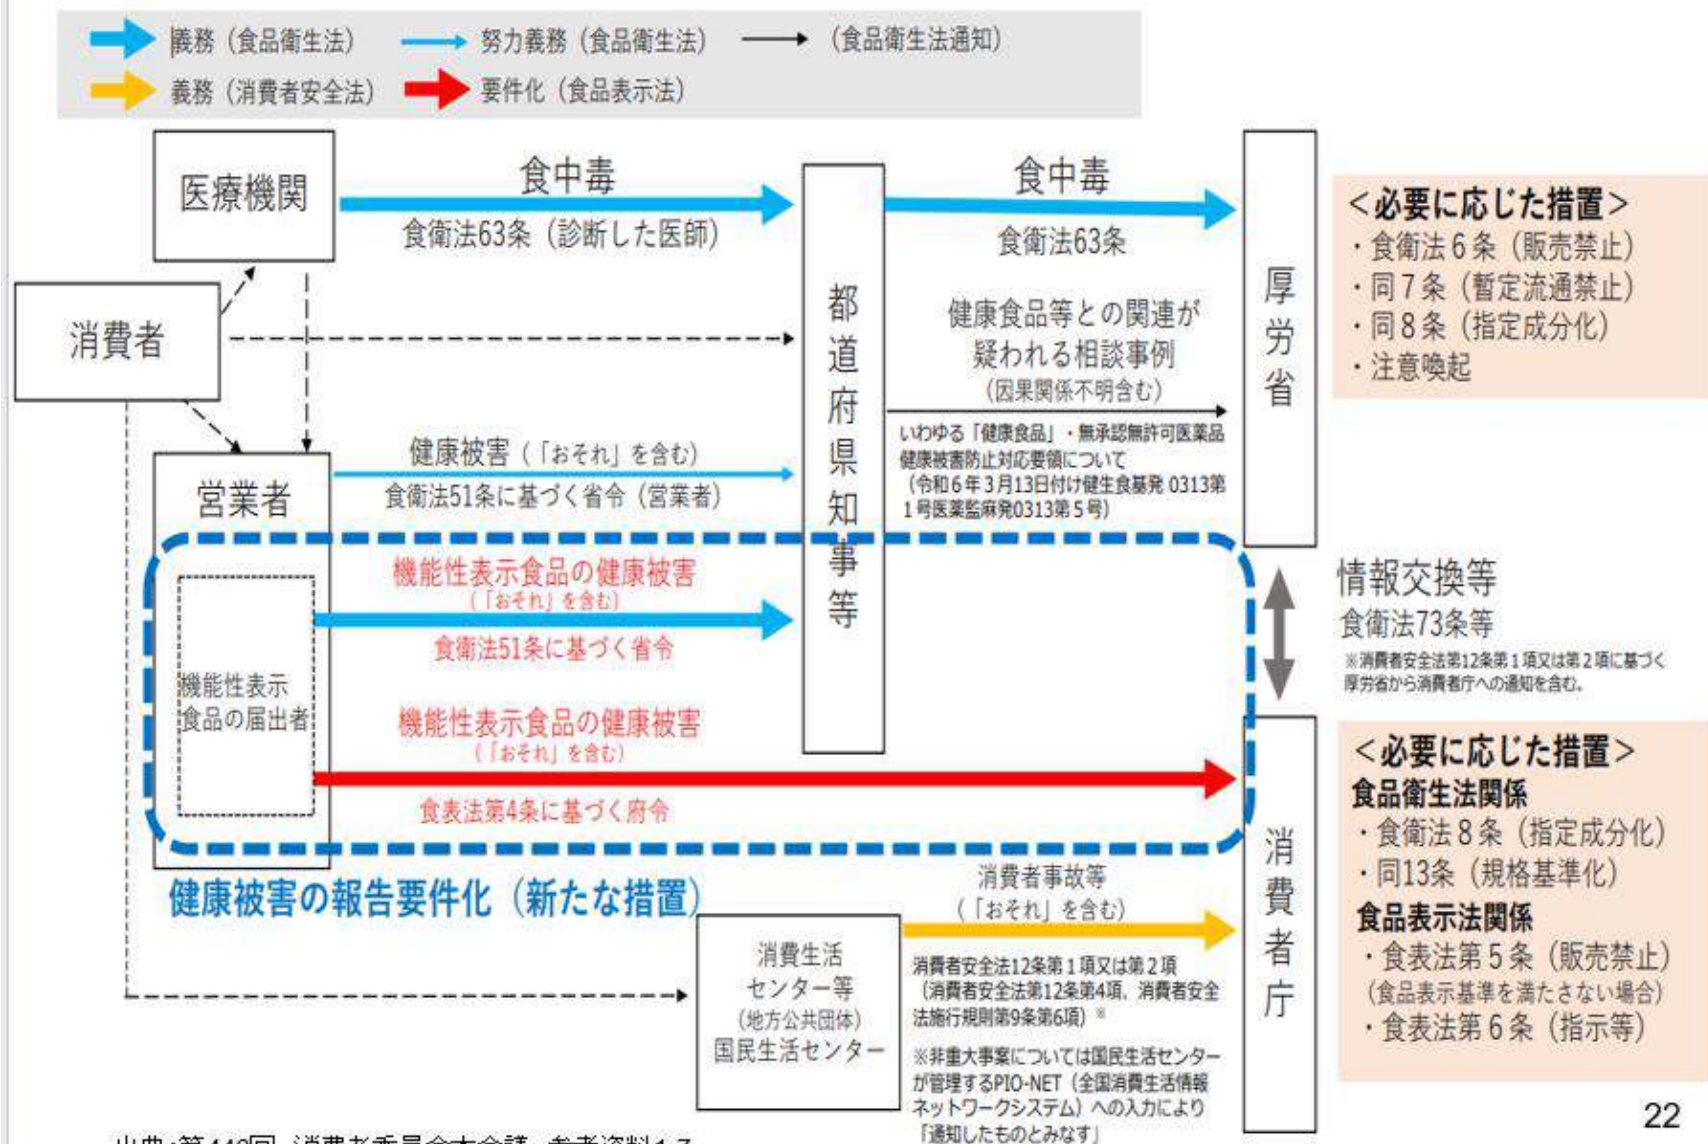 義務（食品衛生法）
努力義務（食品衛生法）
（食品衛生法通知）
義務（消費者安全法）
要件化（食品表示法）
医療機関
消費者
営業者
機能性表示
食品の届出者
食中毒
食衛法63条（診断した医師）
健康被害（「おそれ」を含む）
食衛法51条に基づく省令（営業者）
機能性表示食品の健康被害
（「おそれ」を含む）
食衛法51条に基づく省令
機能性表示食品の健康被害
（「おそれ」を含む）
食表法第4条に基づく府令
健康被害の報告要件化（新たな措置）
都道府県知事等
食中毒
食衛法63条
健康食品等との関連が
疑われる相談事例
（因果関係不明含む）
いわゆる「健康食品」・無承認無許可医薬品
健康被害防止対応要領について
（令和６年３月13日付け健生食基発 0313第
１号医薬監麻発0313第５号）
消費生活
センター等
（地方公共団体）
国民生活センター
消費者事故等
（「おそれ」を含む）
消費者安全法12条第１項又は第２項
（消費者安全法第12条第4項、消費者安全
法施行規則第9条第6項）※
※非重大事案については国民生活センター
が管理するPIO-NET（全国消費生活情報
ネットワークシステム）への入力により
「通知したものとみなす」
厚労省
情報交換等
食衛法73条等
※消費者安全法第12条第１項又は第２項に基づく
厚労省から消費者庁への通知を含む。
消費者庁
＜必要に応じた措置＞
・食衛法６条（販売禁止）
・同７条（暫定流通禁止）
・同８条（指定成分化）
・注意喚起
＜必要に応じた措置＞
食品衛生法関係
・食衛法８条（指定成分化）
・同13条（規格基準化）
食品表示法関係
・食表法第５条（販売禁止）
（食品表示基準を満たさない場合）
・食表法第６条（指示等）
22